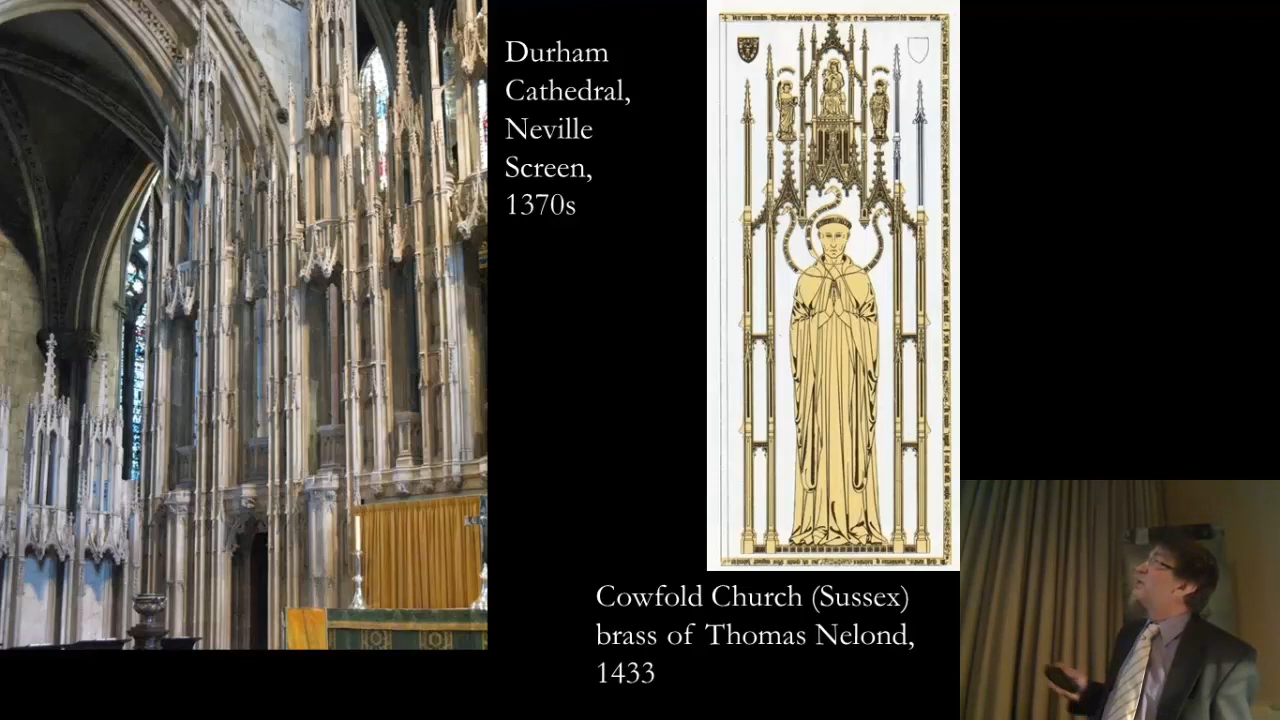 Durham
Cathedral,
Neville
Screen,
1370s
Cowfold Church (Sussex)
brass of Thomas Nelond,
1433